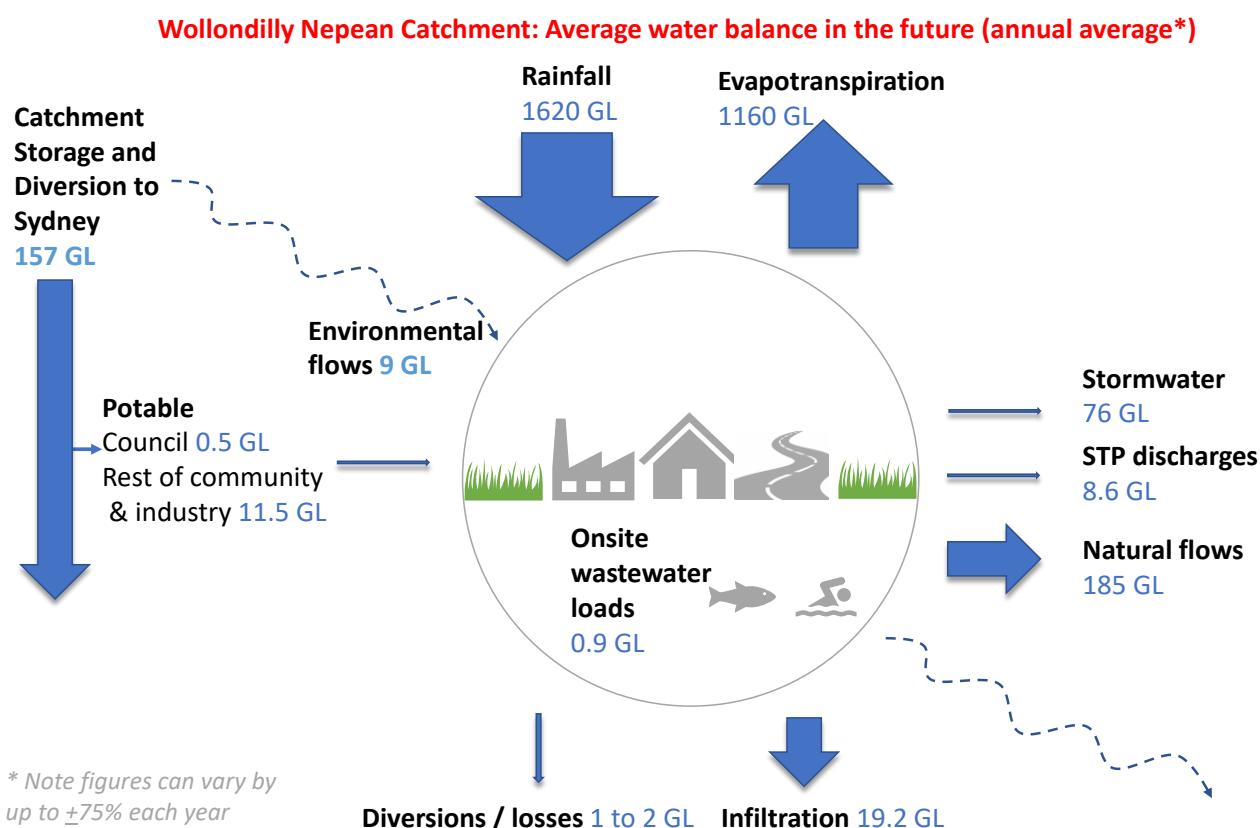 Wollondilly Nepean Catchment: Average water balance in the future (annual average*)
Rainfall
1620 GL
Evapotranspiration
1160 GL
Catchment
Storage and
Diversion to
Sydney
157 GL
Environmental
flows 9 GL
Potable
Council 0.5 GL
Rest of community
& industry 11.5 GL
Stormwater
76 GL
STP discharges
8.6 GL
Natural flows
185 GL
Onsite
wastewater
loads
0.9 GL
* Note figures can vary by
up to +75% each year
Diversions / losses 1 to 2 GL
Infiltration 19.2 GL